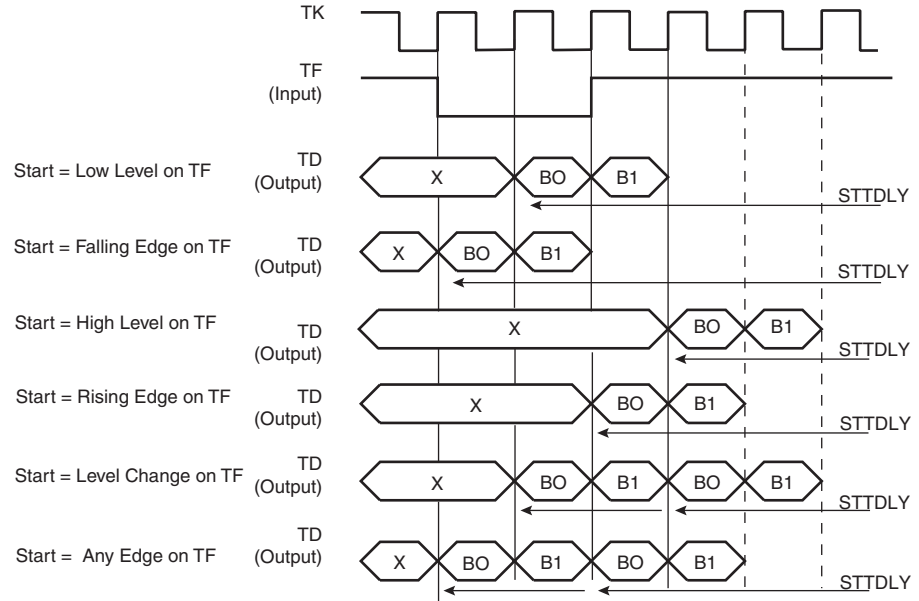 TK
TF
(Input)
Start = Low Level on TF
TD
(Output)
X
BO
B1
STTDLY
Start = Falling Edge on TF
TD
(Output)
X
BO
B1
STTDLY
Start = High Level on TF
TD
(Output)
X
BO
B1
STTDLY
Start = Rising Edge on TF
TD
(Output)
X
BO
B1
STTDLY
Start = Level Change on TF
TD
(Output)
X
BO
B1
BO
B1
STTDLY
Start = Any Edge on TF
TD
(Output)
X
BO
B1
BO
B1
STTDLY